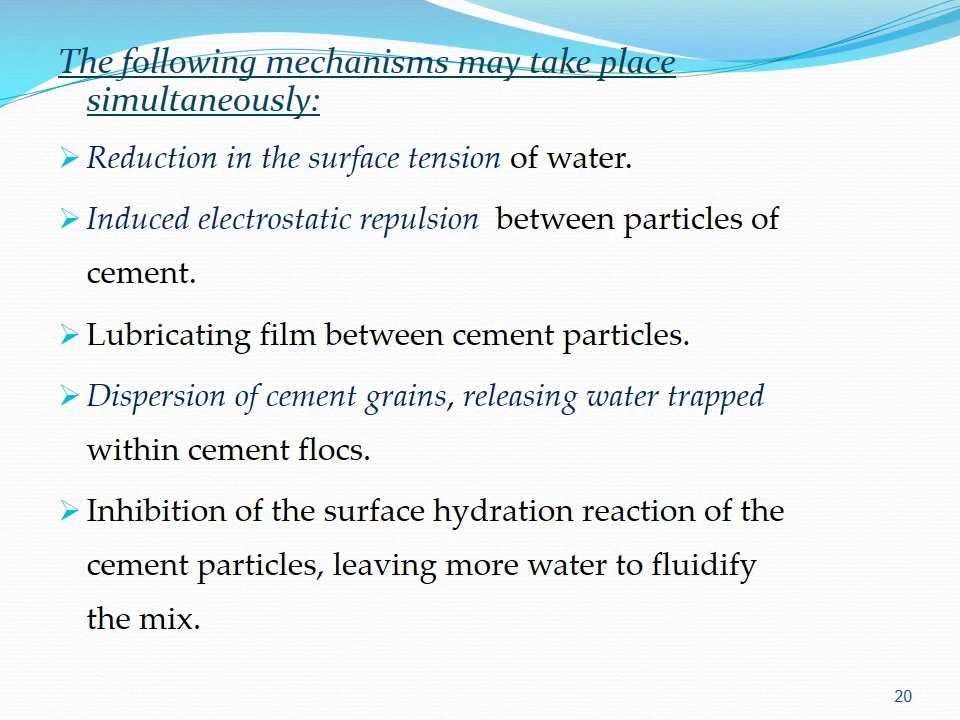 The following mechanisms may take place
simultaneously:
Reduction in the surface tension of water.
Induced electrostatic repulsion between particles of
cement.
Lubricating film between cement particles.
Dispersion of cement grains, releasing water trapped
within cement flocs.
Inhibition of the surface hydration reaction of the
cement particles, leaving more water to fluidify
the mix.
20